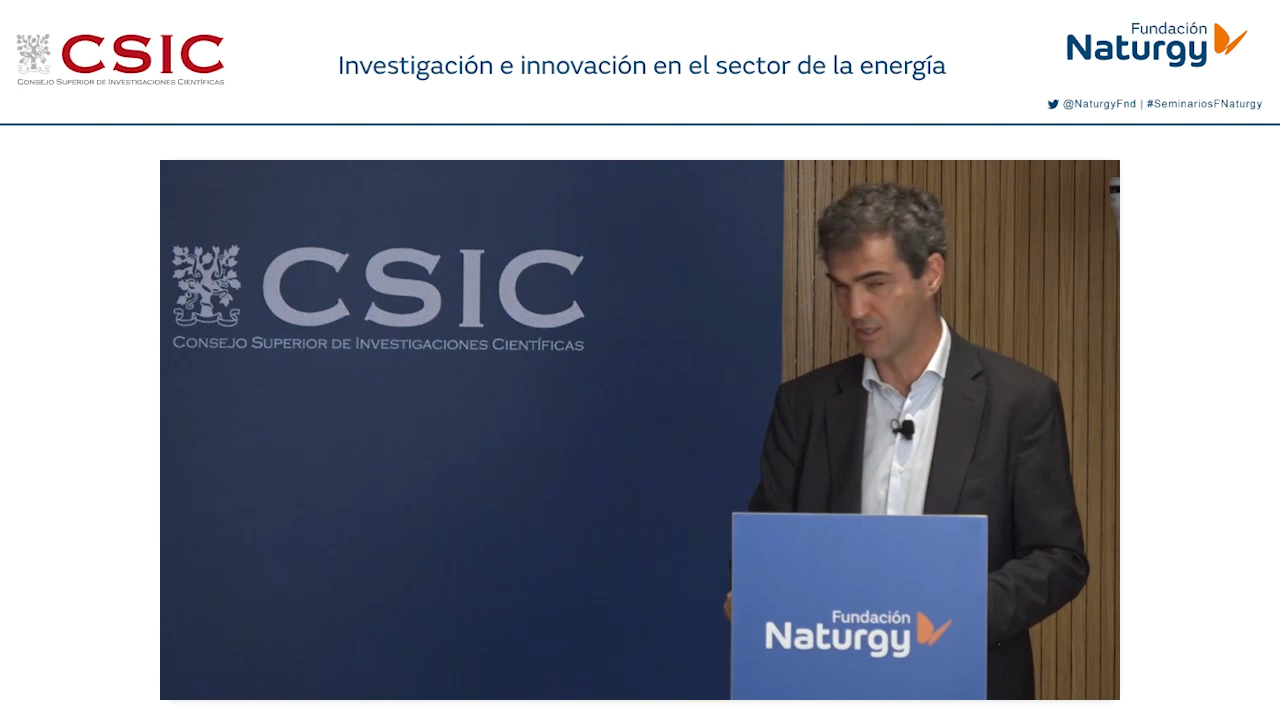 CSIC
CONSEJO SUPERIOR DE INVESTIGACIONES CIENTÍFICAS
Investigación e innovación en el sector de la energía
Fundación
Naturgy
@NaturgyFnd | #SeminariosFNaturgy
CSIC
CONSEJO SUPERIOR DE INVESTIGACIONES CIENTÍFICAS
Fundación
Naturgy